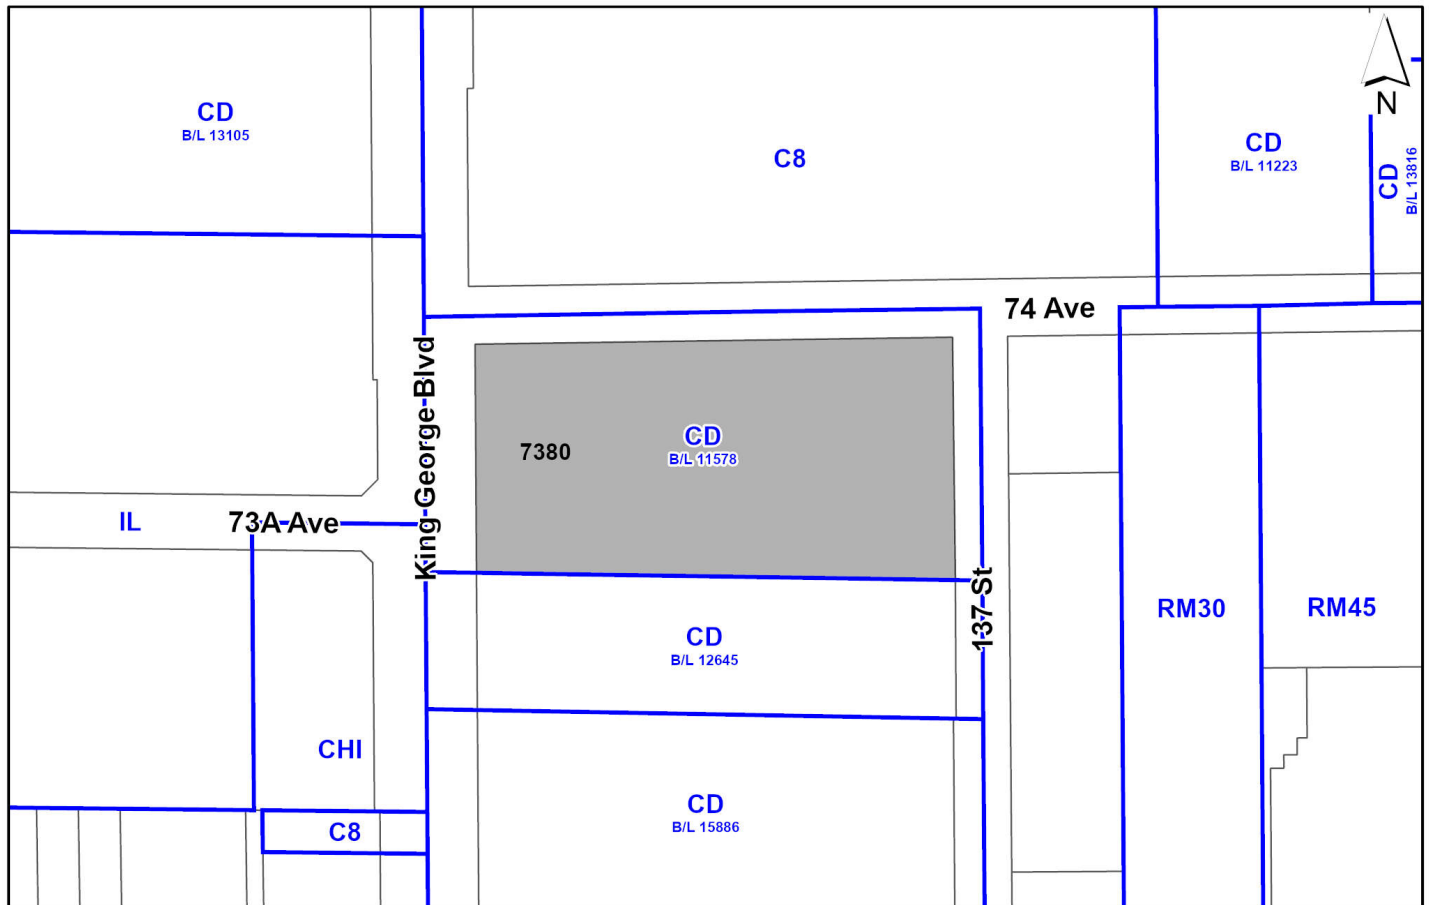 CD
B/L 13105
C8
CD
B/L 11223
CD
B/L 13816
N
74 Ave
King George Blvd
7380
CD
B/L 11578
IL
73A Ave
137 St
CD
B/L 12645
RM30
RM45
CHI
C8
CD
B/L 15886